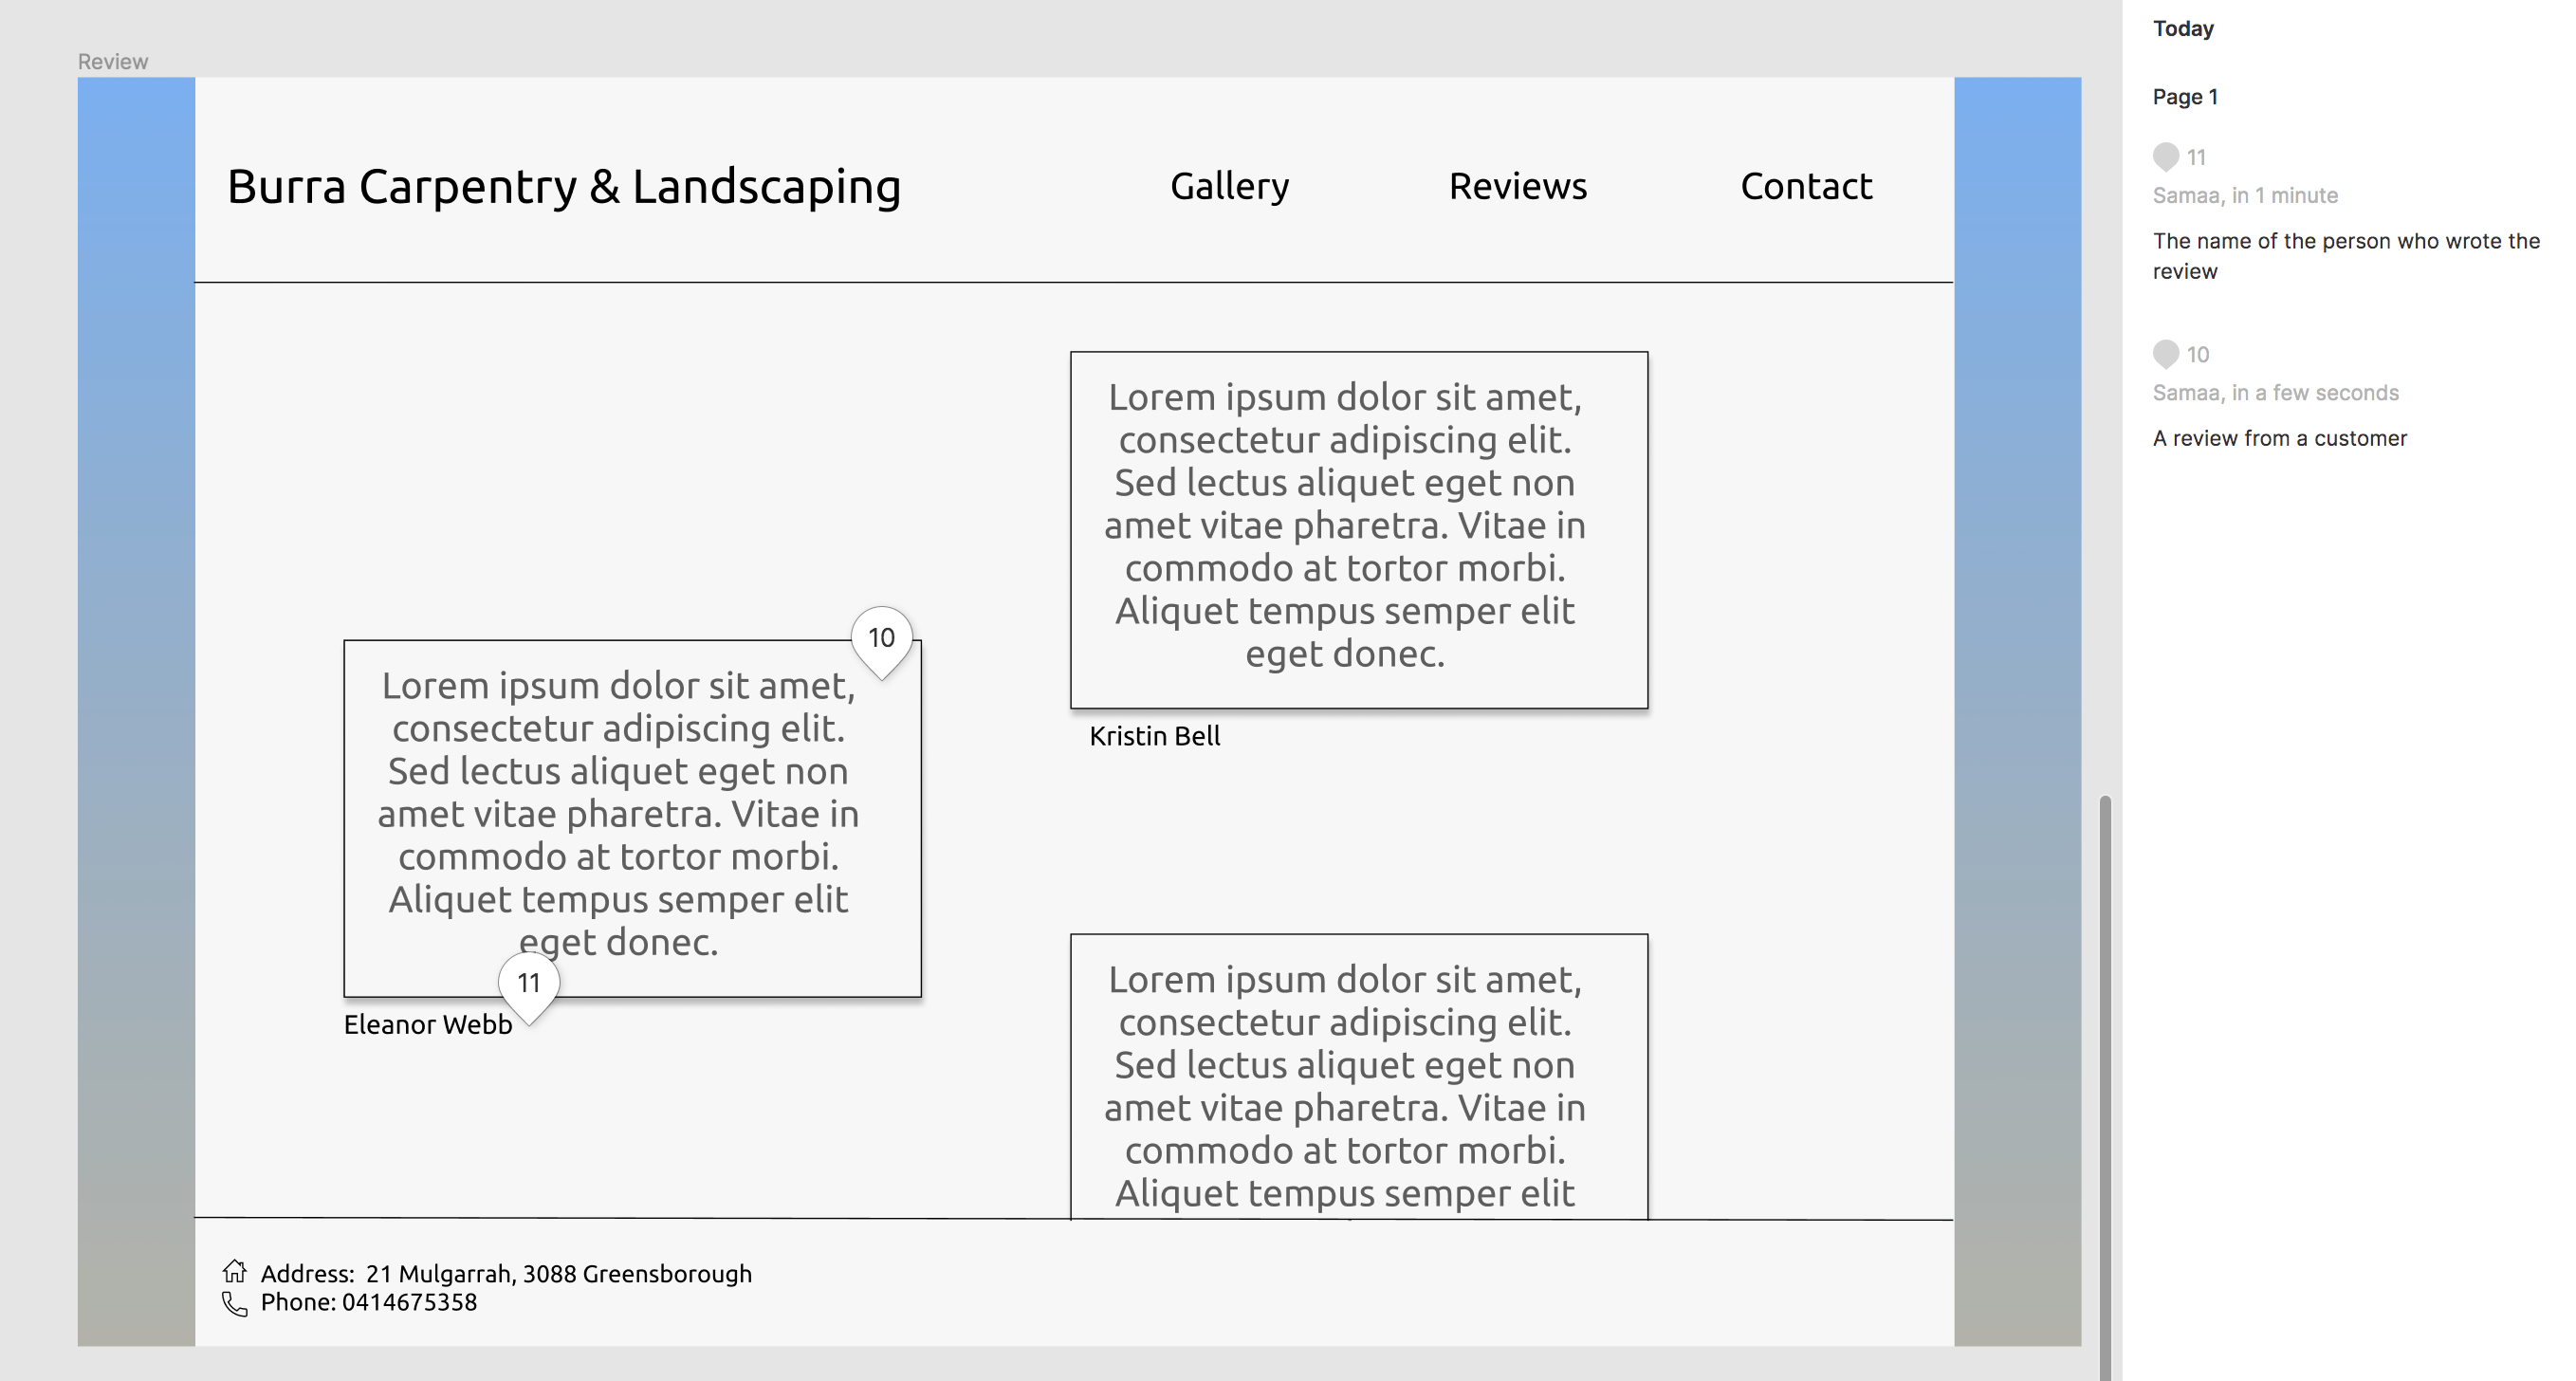 Review
Burra Carpentry & Landscaping
Gallery
Reviews
Contact
Lorem ipsum dolor sit amet,
consectetur adipiscing elit.
Sed lectus aliquet eget non
amet vitae pharetra. Vitae in
commodo at tortor morbi.
Aliquet tempus semper elit
eget donec.
Kristin Bell
10
Lorem ipsum dolor sit amet,
consectetur adipiscing elit.
Sed lectus aliquet eget non
amet vitae pharetra. Vitae in
commodo at tortor morbi.
Aliquet tempus semper elit
eget donec.
11
Eleanor Webb
Lorem ipsum dolor sit amet,
consectetur adipiscing elit.
Sed lectus aliquet eget non
amet vitae pharetra. Vitae in
commodo at tortor morbi.
Aliquet tempus semper elit
Address: 21 Mulgarrah, 3088 Greensborough
Phone: 0414675358
Today
Page 1
11
Samaa, in 1 minute
The name of the person who wrote the
review
10
Samaa, in a few seconds
A review from a customer